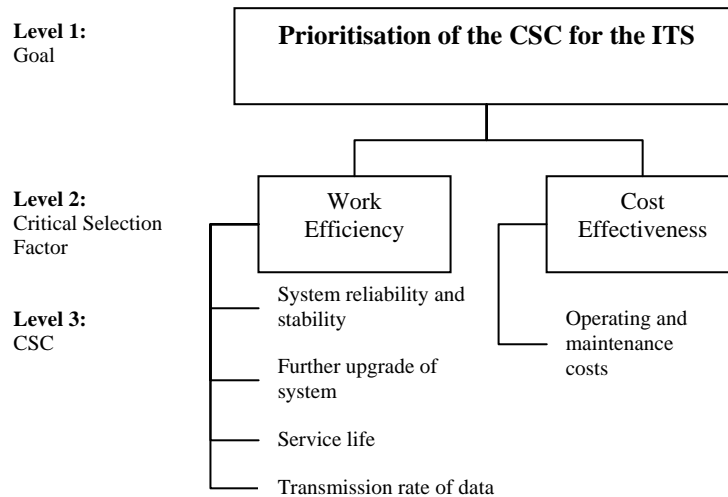 Level 1:
Goal
Prioritisation of the CSC for the ITS
Level 2:
Critical Selection
Factor
Work
Efficiency
Cost
Effectiveness
Level 3:
CSC
System reliability and
stability
Further upgrade of
system
Service life
Transmission rate of data
Operating and
maintenance
costs